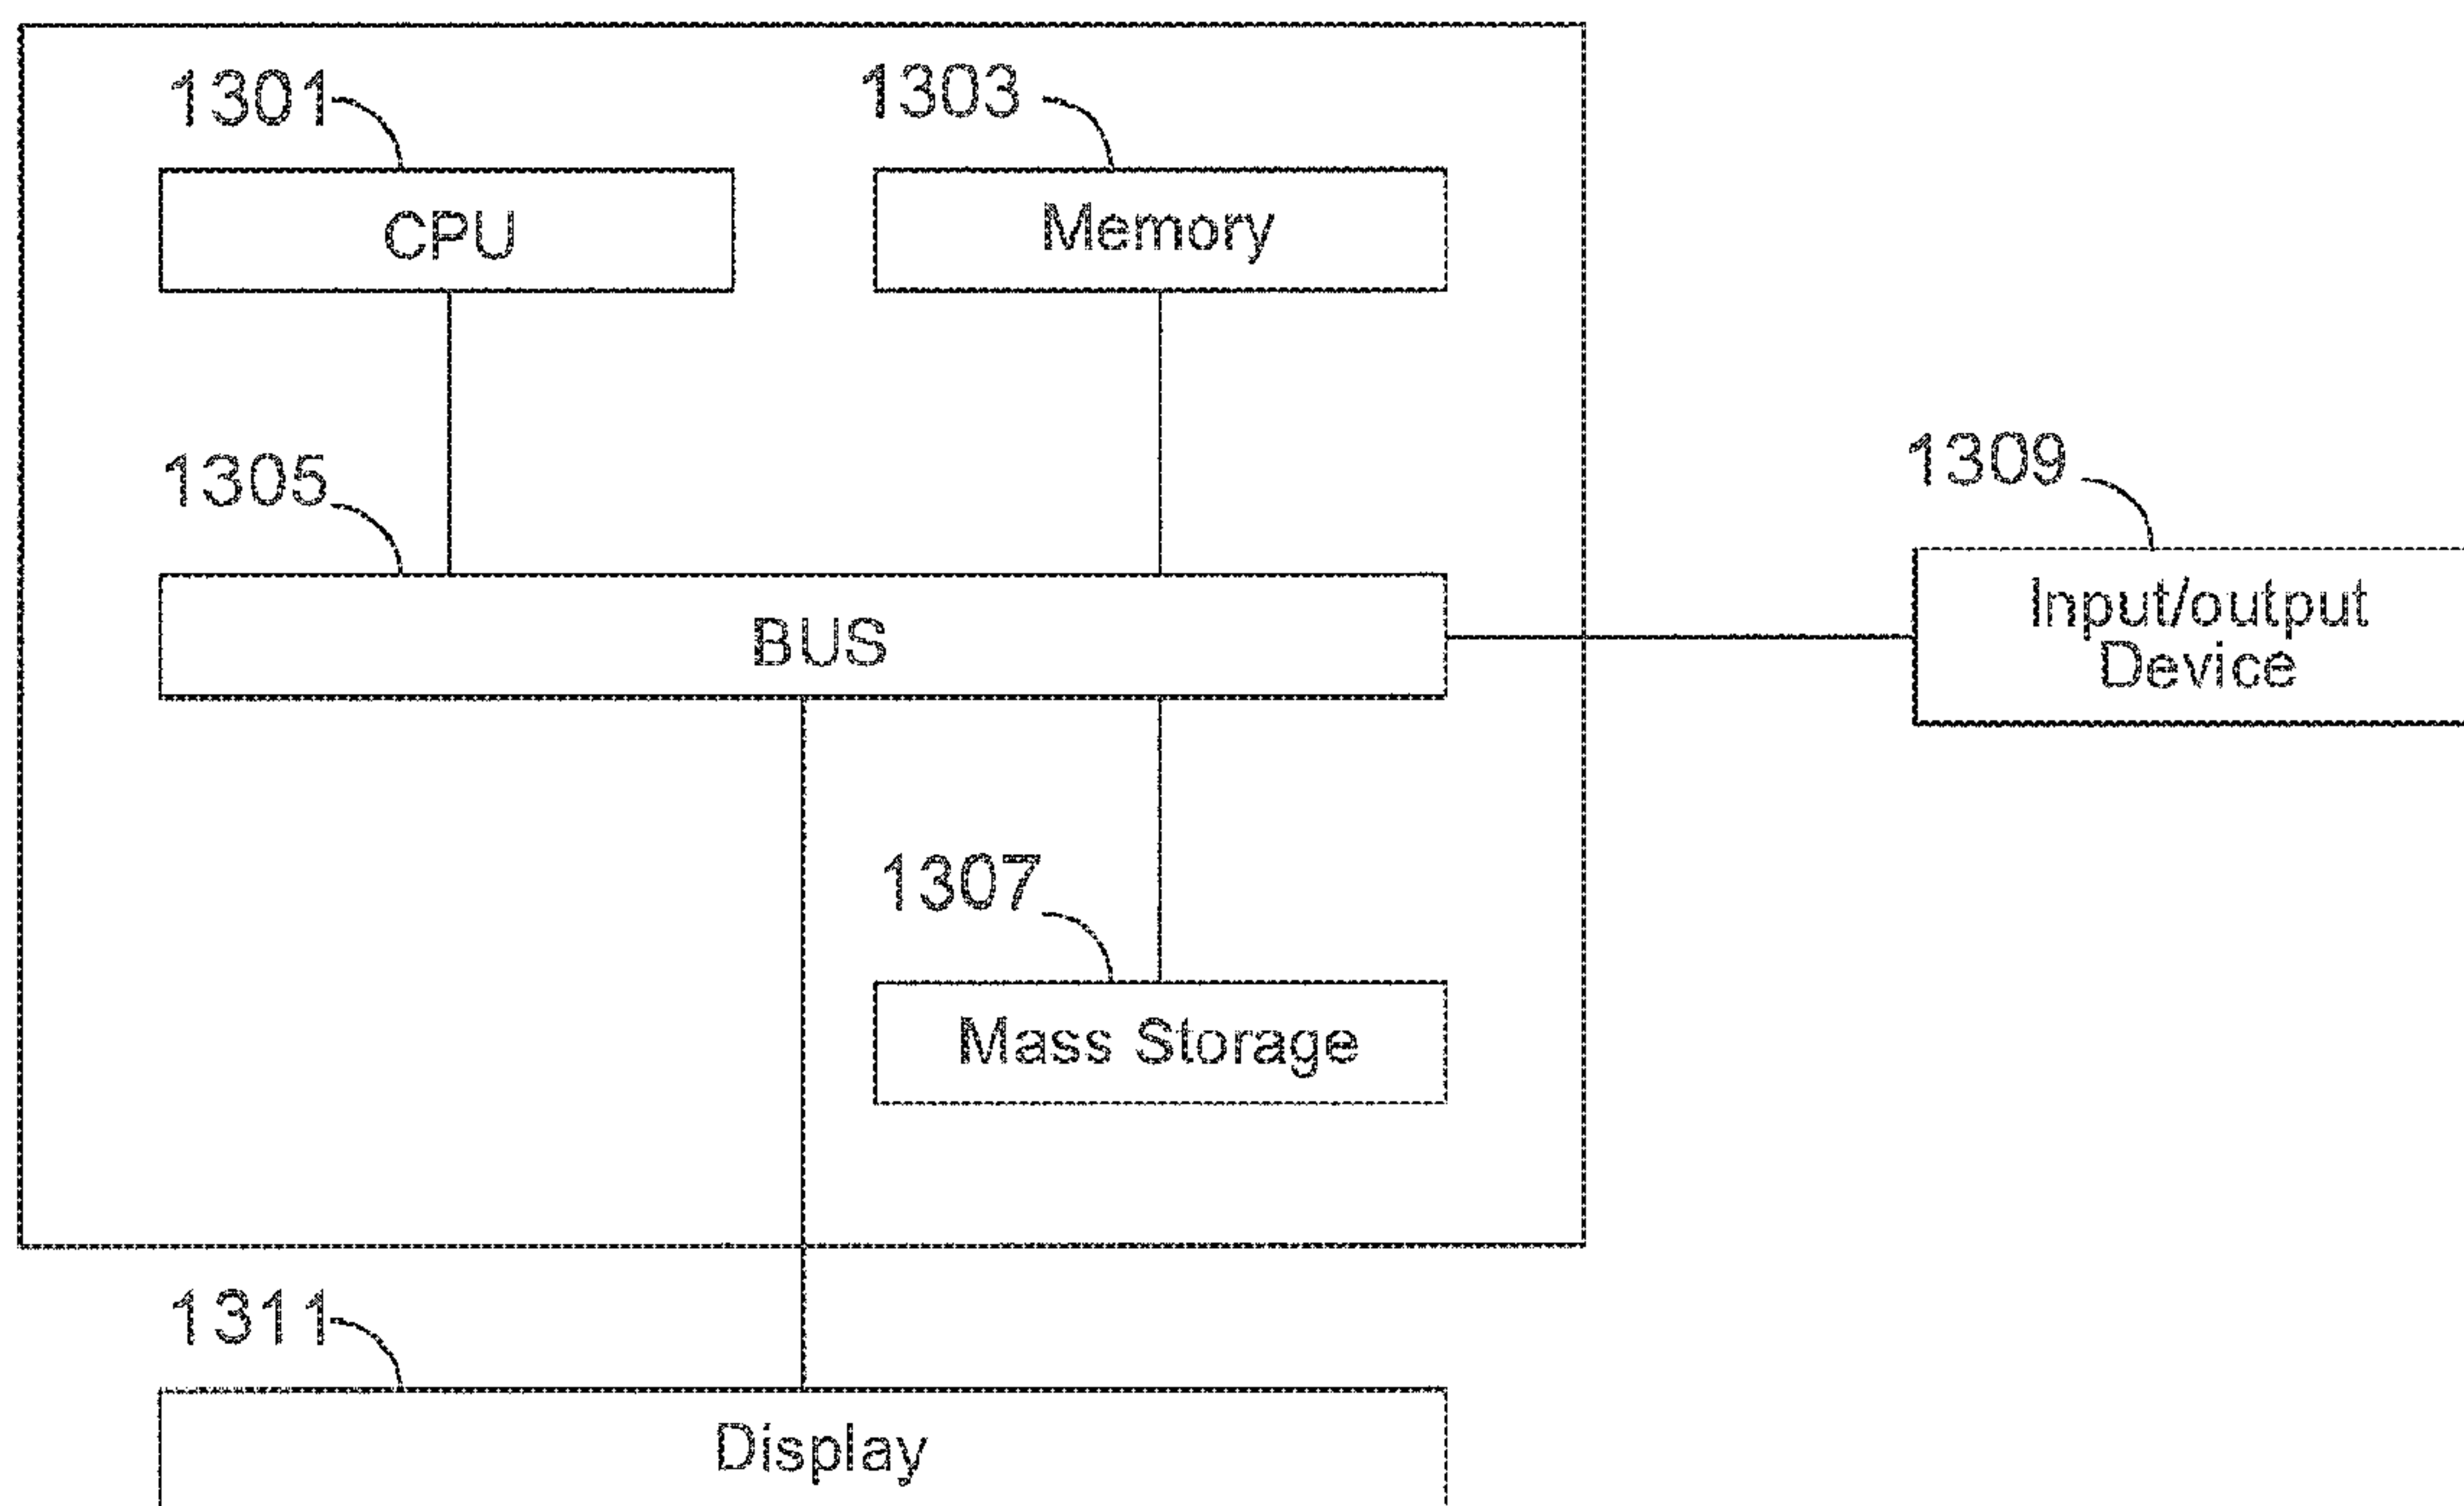 1301
1303
CPU
Memory
1305
1309
BUS
Input/output
Device
1307
Mass Storage
1311
Display